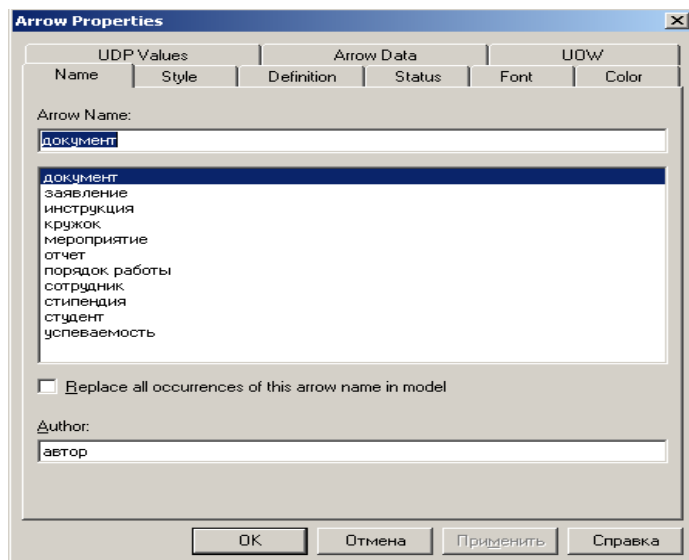 Arrow Properties
UDP Values Arrow Data UOW
Name Style Definition Status Font Color
Arrow Name:
документ
документ
заявление
инструкция
кружок
мероприятие
отчет
порядок работы
сотрудник
стипендия
студент
успеваемость
Replace all occurrences of this arrow name in model
Author:
автор
OK Отмена Применить Справка